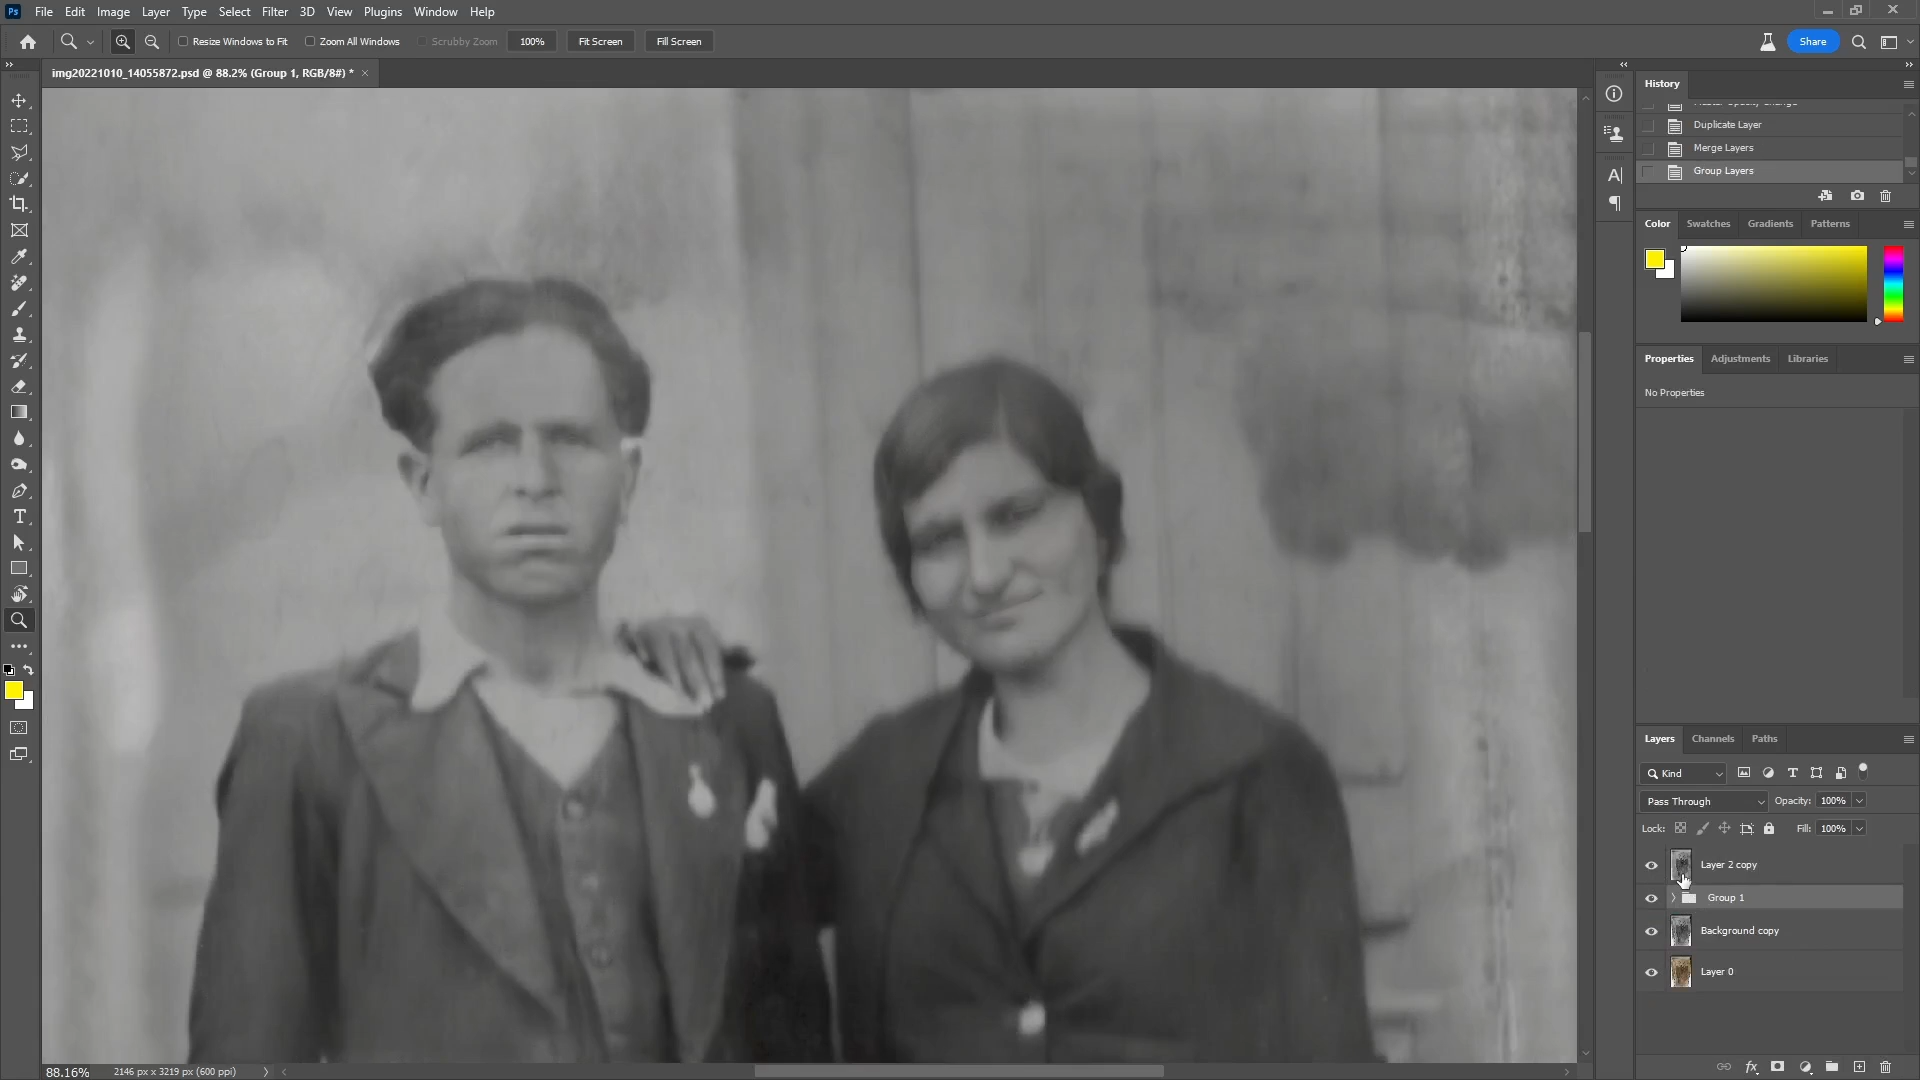 Ps File Edit Image Layer Type Select Filter 3D View Plugins Window Help
Resize Windows to Fit Zoom All Windows Scrubby Zoom 100% Fit Screen Fill Screen Share
img20221010_14055872.psd @ 88.2% (Group 1, RGB/8#) * ×
History
Duplicate Layer
Merge Layers
Group Layers
Color Swatches Gradients Patterns
Properties Adjustments Libraries
No Properties
Layers Channels Paths
Kind
Pass Through Opacity: 100%
Lock: Fill: 100%
Layer 2 copy
Group 1
Background copy
Layer 0
88.16% 2146 px x 3219 px (600 ppi)